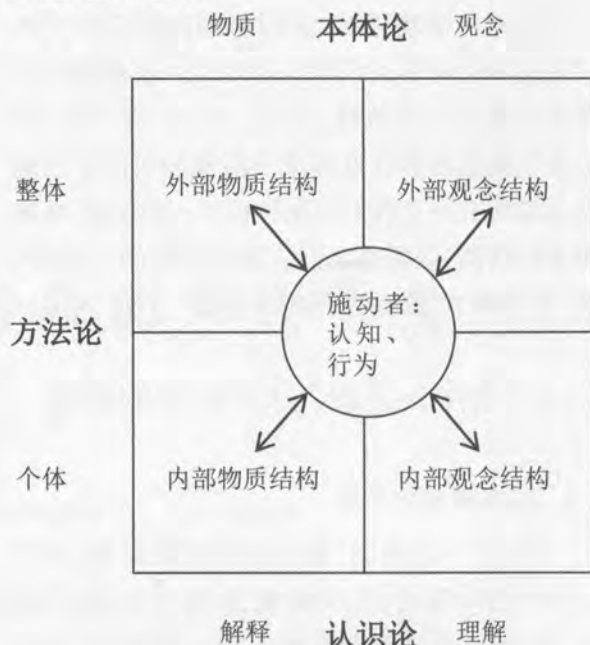 物质 本体论 观念
整体
外部物质结构 外部观念结构
施动者：
认知、
行为
方法论
个体
内部物质结构 内部观念结构
解释 认识论 理解